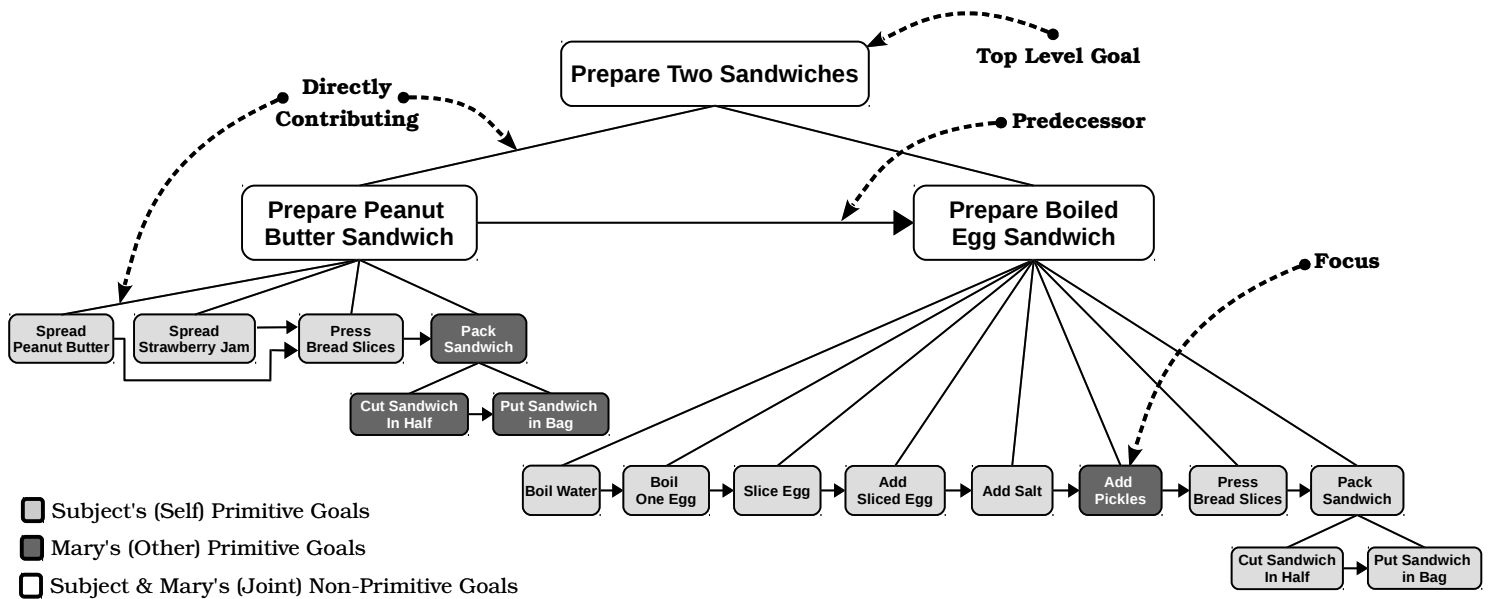 Prepare Two Sandwiches
Top Level Goal
Directly
Contributing
Predecessor
Prepare Peanut
Butter Sandwich
Prepare Boiled
Egg Sandwich
Focus
Spread
Peanut Butter
Spread
Strawberry Jam
Press
Bread Slices
Pack
Sandwich
Cut Sandwich
In Half
Put Sandwich
in Bag
Boil Water
Boil
One Egg
Slice Egg
Add
Sliced Egg
Add Salt
Add
Pickles
Press
Bread Slices
Pack
Sandwich
Cut Sandwich
In Half
Put Sandwich
in Bag
Subject's (Self) Primitive Goals
Mary's (Other) Primitive Goals
Subject & Mary's (Joint) Non-Primitive Goals